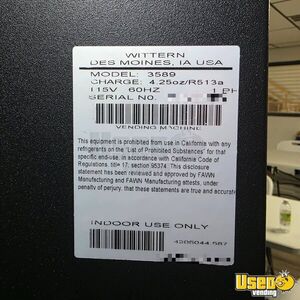 WITTERN
DES MOINES, IA USA
MODEL: 3589
CHARGE: 4.25oz/R513a
115V 60HZ 1 PH
SERIAL NO.
VENDING MACHINE
This equipment is prohibited from use in California with any
refrigerants on the "List of Prohibited Substances" for that
specific end-use, in accordance with California Code of
Regulations, title 17, section 95374. This disclosure
statement has been reviewed and approved by FAWN
Manufacturing and FAWN Manufacturing attests, under
penalty of perjury, that these statements are true and accurate
INDOOR USE ONLY
Used
vending